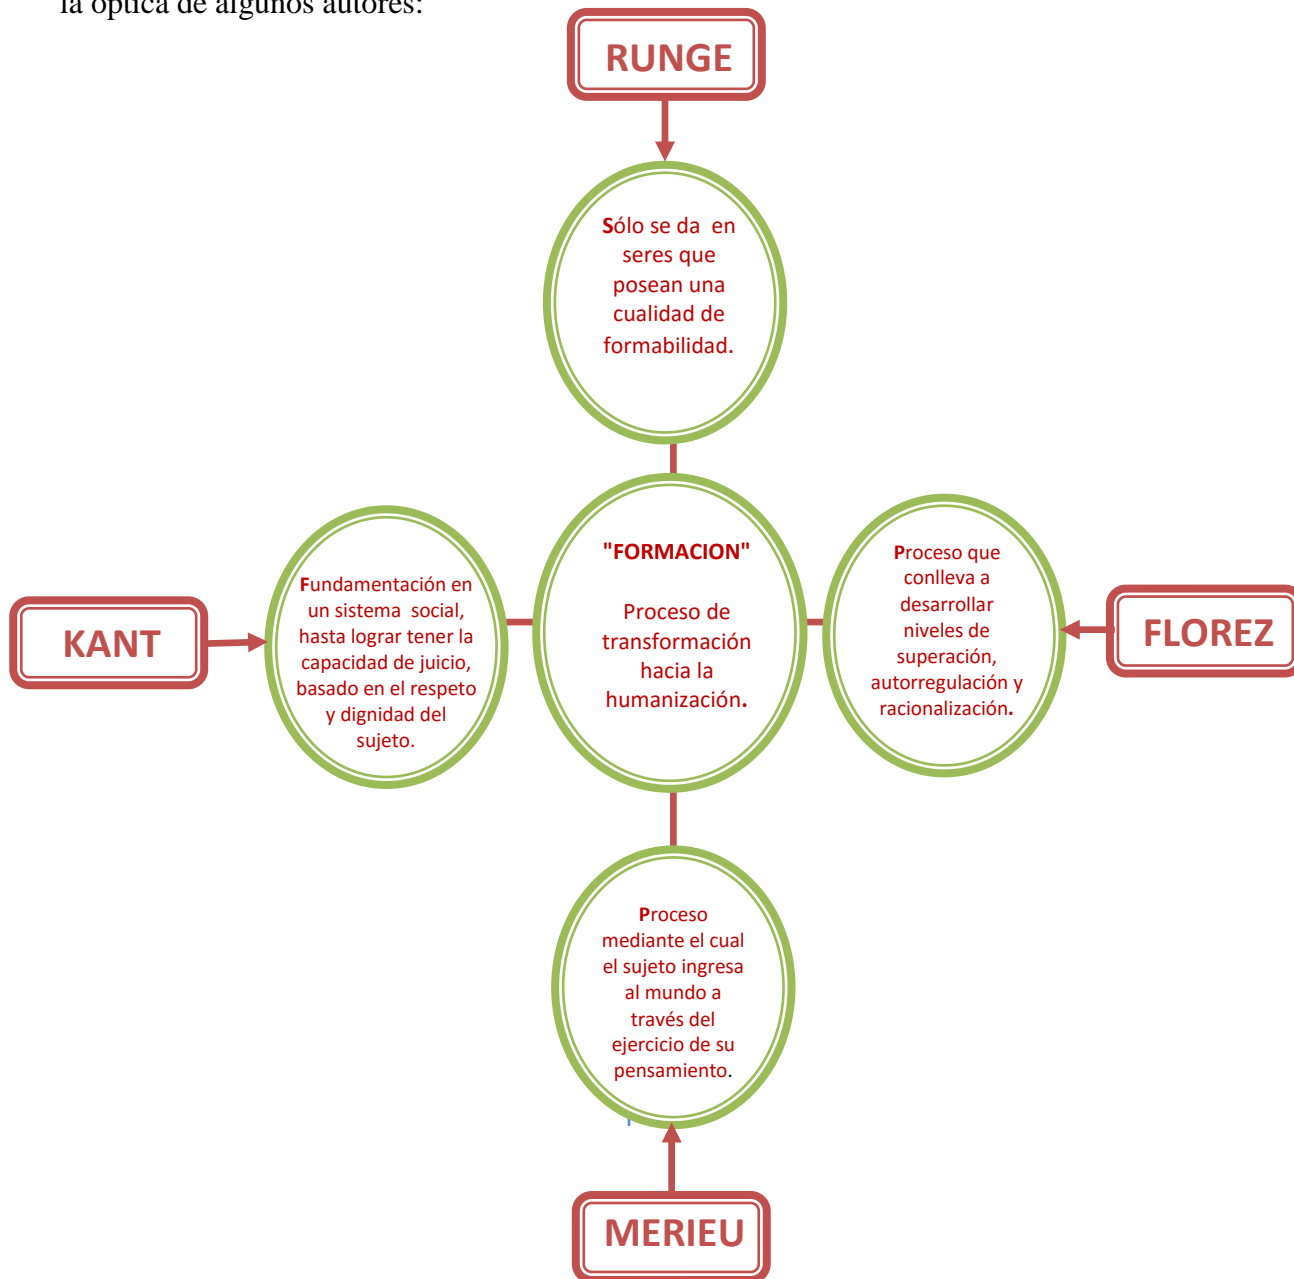 la óptica de algunos autores:
RUNGE
Sólo se da en
seres que
posean una
cualidad de
formabilidad.
KANT
Fundamentación en
un sistema social,
hasta lograr tener la
capacidad de juicio,
basado en el respeto
y dignidad del
sujeto.
"FORMACION"
Proceso de
transformación
hacia la
humanización.
Proceso que
conlleva a
desarrollar
niveles de
superación,
autorregulación y
racionalización.
FLOREZ
Proceso
mediante el cual
el sujeto ingresa
al mundo a
través del
ejercicio de su
pensamiento.
MERIEU